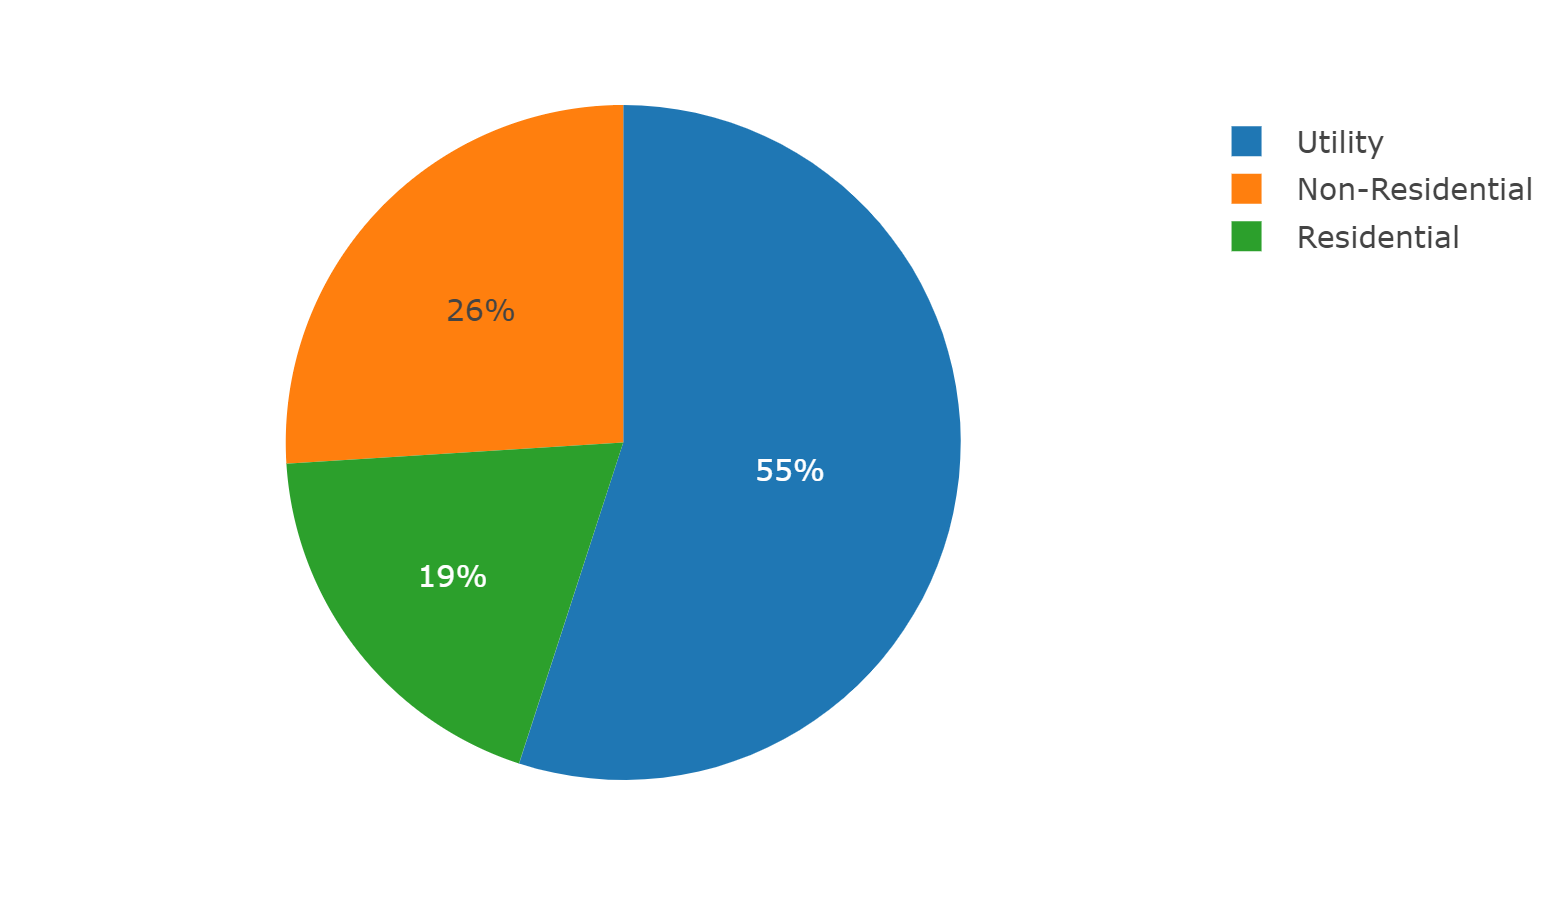 Utility
Non-Residential
Residential
26%
55%
19%